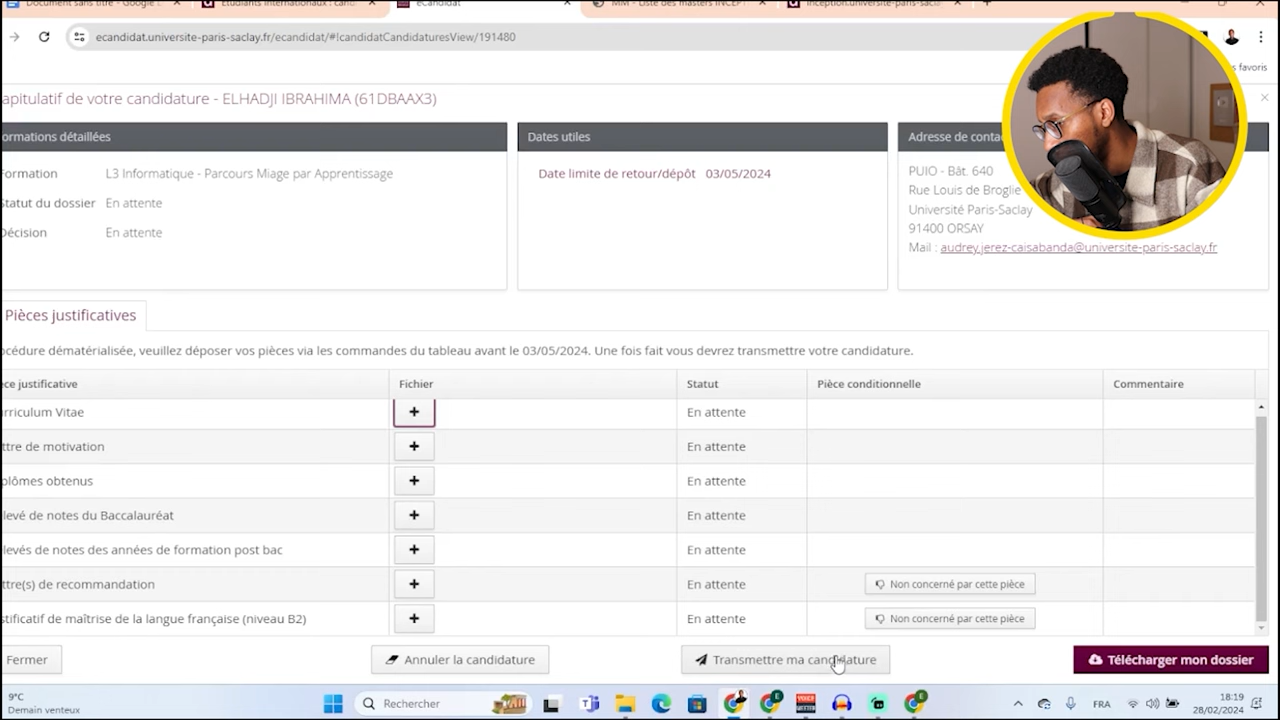 Document sans titre - Google
Etudiants internationaux : cand
eCandidat
MM - Liste des masters INCEPT
inception.universite-paris-sacla
ecandidat.universite-paris-saclay.fr/ecandidat/#!candidatCandidaturesView/191480
s favoris
apitulatif de votre candidature - ELHADJI IBRAHIMA (61DBAAX3)
ormations détaillées
Dates utiles
Adresse de conta
Formation L3 Informatique - Parcours Miage par Apprentissage
Statut du dossier En attente
Décision En attente
Date limite de retour/dépôt 03/05/2024
PUIO - Bât. 640
Rue Louis de Broglie
Université Paris-Saclay
91400 ORSAY
Mail : audrey.jerez-caisabanda@universite-paris-saclay.fr
Pièces justificatives
océdure dématérialisée, veuillez déposer vos pièces via les commandes du tableau avant le 03/05/2024. Une fois fait vous devrez transmettre votre candidature.
èce justificative Fichier Statut Pièce conditionnelle Commentaire
urriculum Vitae + En attente
ttre de motivation + En attente
plômes obtenus + En attente
levé de notes du Baccalauréat + En attente
levés de notes des années de formation post bac + En attente
ttre(s) de recommandation + En attente Non concerné par cette pièce
stificatif de maîtrise de la langue française (niveau B2) + En attente Non concerné par cette pièce
Fermer Annuler la candidature Transmettre ma candidature Télécharger mon dossier
9°C
Demain venteux
Rechercher
FRA
18:19
28/02/2024